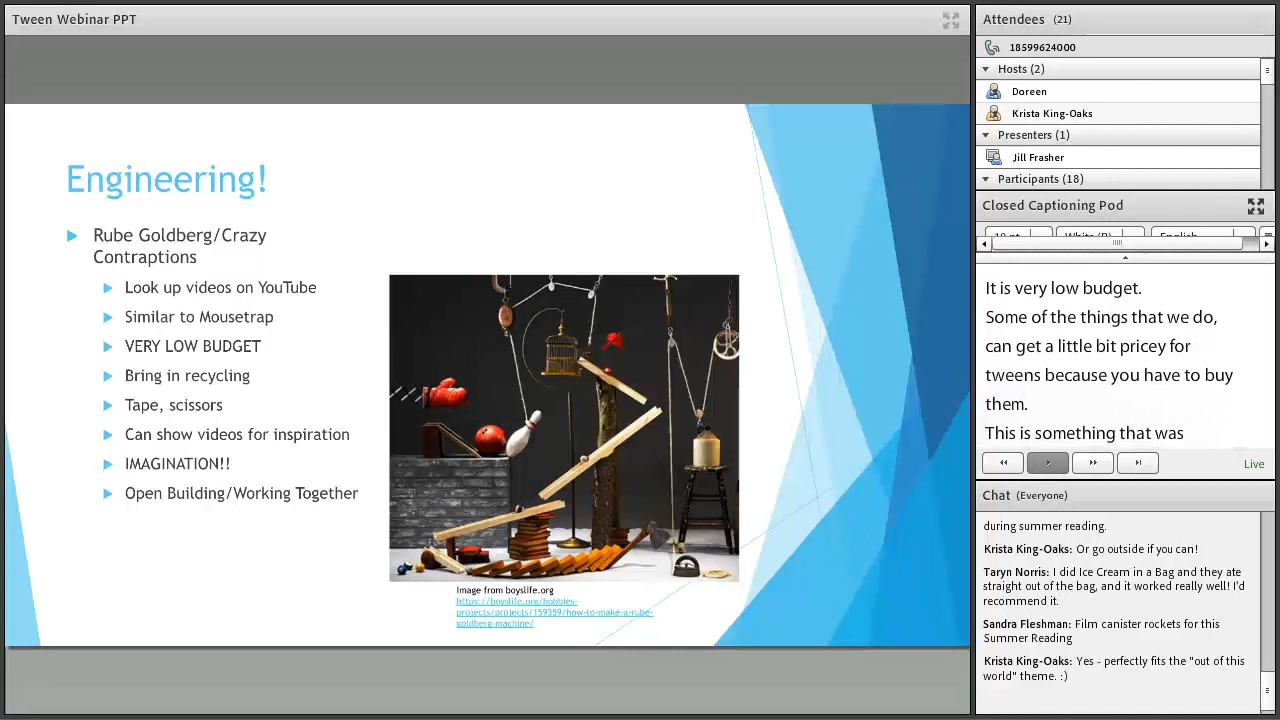 Tween Webinar PPT
Engineering!
Rube Goldberg/Crazy
Contraptions
Look up videos on YouTube
Similar to Mousetrap
VERY LOW BUDGET
Bring in recycling
Tape, scissors
Can show videos for inspiration
IMAGINATION!!
Open Building/Working Together
Image from boyslife.org
https://boyslife.org/hobbies-
projects/projects/159359/how-to-make-a-rube-
goldberg-machine/
Attendees (21)
18599624000
Hosts (2)
Doreen
Krista King-Oaks
Presenters (1)
Jill Frasher
Participants (18)
Closed Captioning Pod
English
It is very low budget.
Some of the things that we do,
can get a little bit pricey for
tweens because you have to buy
them.
This is something that was
Live
Chat (Everyone)
during summer reading.
Krista King-Oaks: Or go outside if you can!
Taryn Norris: I did Ice Cream in a Bag and they ate
straight out of the bag, and it worked really well! I'd
recommend it.
Sandra Fleshman: Film canister rockets for this
Summer Reading
Krista King-Oaks: Yes - perfectly fits the "out of this
world" theme. :)